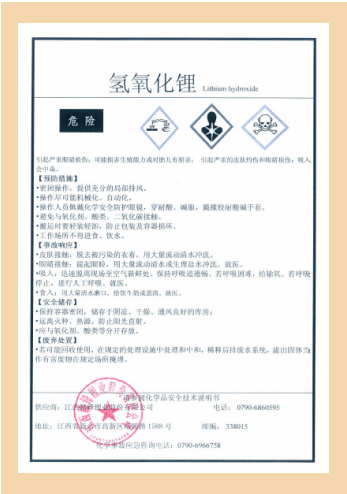 氢氧化锂 Lithium hydroxide
危险
引起严重眼睛损伤；可能损害生殖能力或对胎儿有损害； 引起严重的皮肤灼伤和眼睛损伤；吸入
会中毒。
【预防措施】
•密闭操作，提供充分的局部排风。
•操作尽可能机械化、自动化。
•操作人员佩戴化学安全防护眼镜，穿耐酸、碱服，戴橡胶耐酸碱手套。
•避免与氧化剂、酸类、二氧化碳接触。
•搬运时要轻装轻卸，防止包装及容器损坏。
•工作场所不得进食、饮水。
【事故响应】
•皮肤接触：脱去被污染的衣着，用大量流动清水冲洗。
•眼睛接触：提起眼睑，用大量流动清水或生理盐水冲洗。就医。
•吸入：迅速脱离现场至空气新鲜处。保持呼吸道通畅。若呼吸困难，给输氧。若呼吸
停止，进行人工呼吸。就医。
•食入：用大量清水漱口，给饮牛奶或蛋清。就医。
【安全储存】
•保持容器密闭，储存于阴凉、干燥、通风良好的库房；
•远离火种、热源。防止阳光直射。
•应与氧化剂、酸类等分开存放。
【废弃处置】
•若可能回收使用，在规定的处理设施中处理和中和，稀释后排废水系统，滤出固体当
作有害废物在规定场所掩埋。
化学品安全技术说明书
供应商：江西 股份有限公司 电话： 0790-6860595
地址：江西省 高新区 路 1588 号 邮编： 338015
化学事故应急咨询电话：0790-6966758